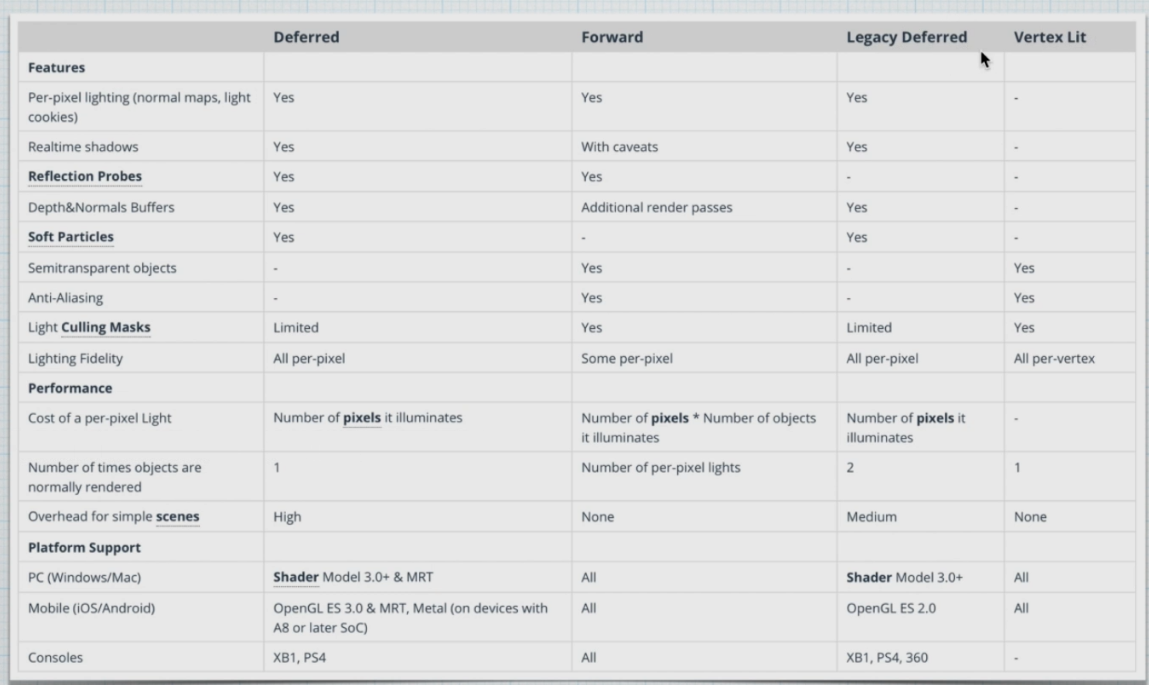 Deferred Forward Legacy Deferred Vertex Lit
Features
Per-pixel lighting (normal maps, light cookies) Yes Yes Yes -
Realtime shadows Yes With caveats Yes -
Reflection Probes Yes Yes - -
Depth&Normals Buffers Yes Additional render passes Yes -
Soft Particles Yes - Yes -
Semitransparent objects - Yes - Yes
Anti-Aliasing - Yes - Yes
Light Culling Masks Limited Yes Limited Yes
Lighting Fidelity All per-pixel Some per-pixel All per-pixel All per-vertex
Performance
Cost of a per-pixel Light Number of pixels it illuminates Number of pixels * Number of objects it illuminates Number of pixels it illuminates -
Number of times objects are normally rendered 1 Number of per-pixel lights 2 1
Overhead for simple scenes High None Medium None
Platform Support
PC (Windows/Mac) Shader Model 3.0+ & MRT All Shader Model 3.0+ All
Mobile (iOS/Android) OpenGL ES 3.0 & MRT, Metal (on devices with A8 or later SoC) All OpenGL ES 2.0 All
Consoles XB1, PS4 All XB1, PS4, 360 -